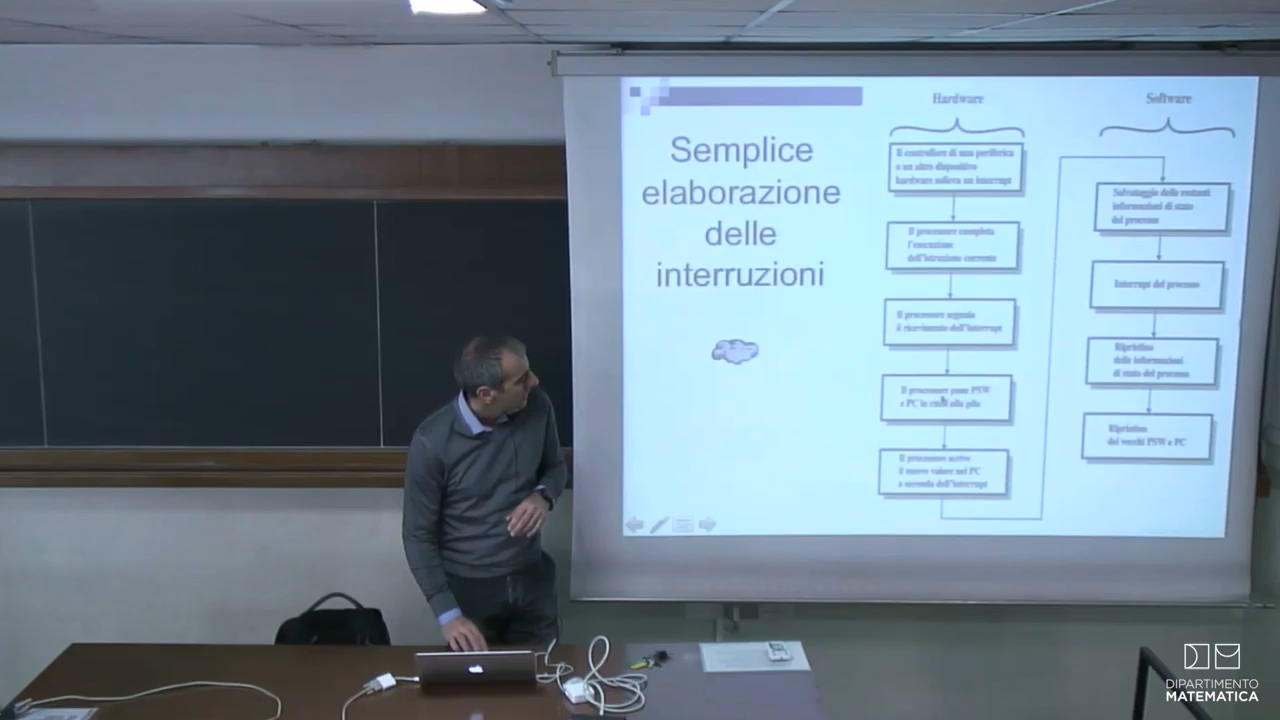 Semplice
elaborazione
delle
interruzioni
Hardware
Il controllore di una periferica
o un altro dispositivo
hardware solleva un interrupt
Il processore completa
l'esecuzione
dell'istruzione corrente
Il processore segnala
il ricevimento dell'interrupt
Il processore pone PSW
e PC in cima alla pila
Il processore scrive
il nuovo valore nel PC
a seconda dell'interrupt
Software
Salvataggio delle restanti
informazioni di stato
del processo
Interrupt del processo
Ripristino
delle informazioni
di stato del processo
Ripristino
dei vecchi PSW e PC
DIPARTIMENTO
MATEMATICA